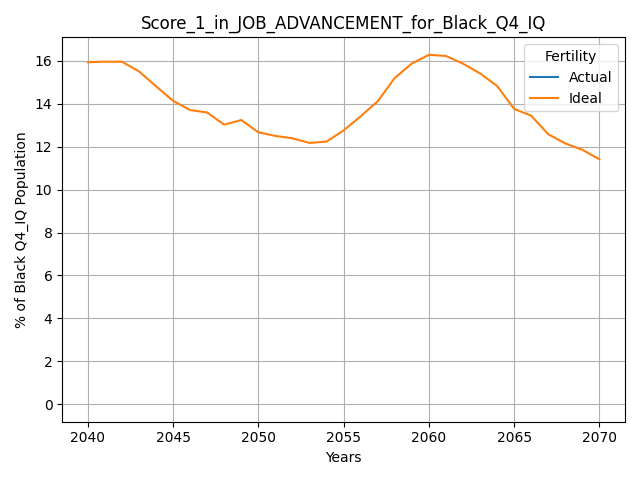 Score_1_in_JOB_ADVANCEMENT_for_Black_Q4_IQ
Fertility
Actual
Ideal
% of Black Q4_IQ Population
16
14
12
10
8
6
4
2
0
2040 2045 2050 2055 2060 2065 2070
Years